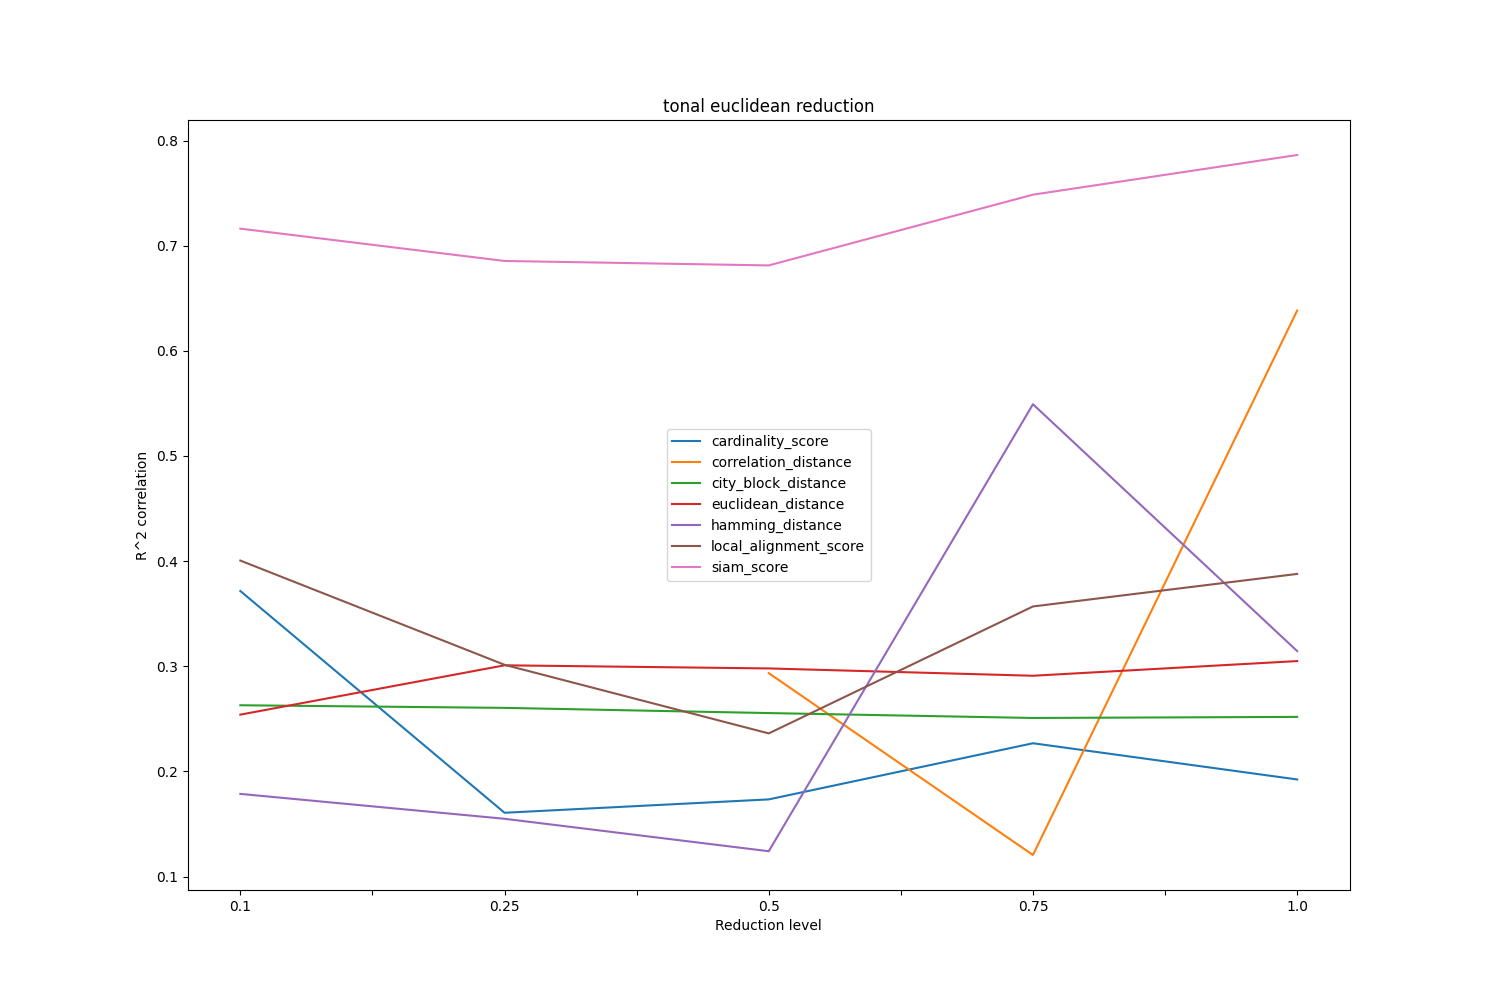 tonal euclidean reduction
0.8
0.7
0.6
0.5
0.4
0.3
0.2
0.1
R^2 correlation
cardinality_score
correlation_distance
city_block_distance
euclidean_distance
hamming_distance
local_alignment_score
siam_score
0.1 0.25 0.5 0.75 1.0
Reduction level